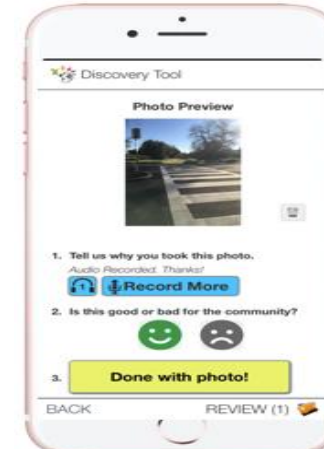 Discovery Tool
Photo Preview
1. Tell us why you took this photo.
Audio Recorded. Thanks!
1 Record More
2. Is this good or bad for the community?
3. Done with photo!
BACK REVIEW (1)